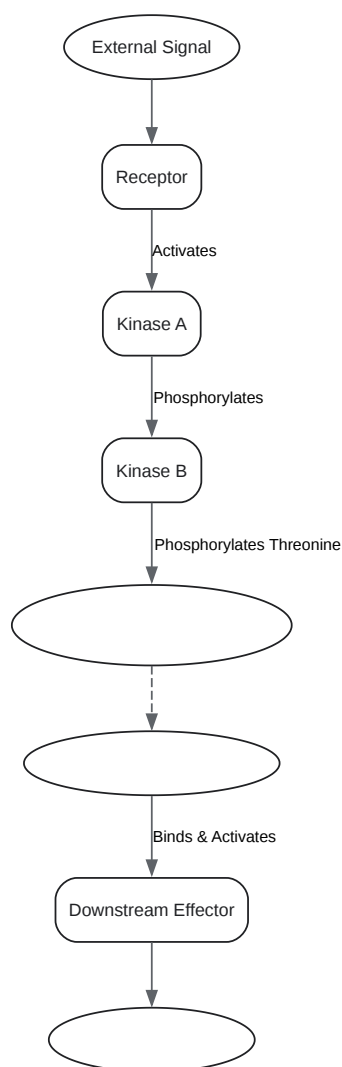 External Signal
Receptor
Activates
Kinase A
Phosphorylates
Kinase B
Phosphorylates Threonine
Binds & Activates
Downstream Effector